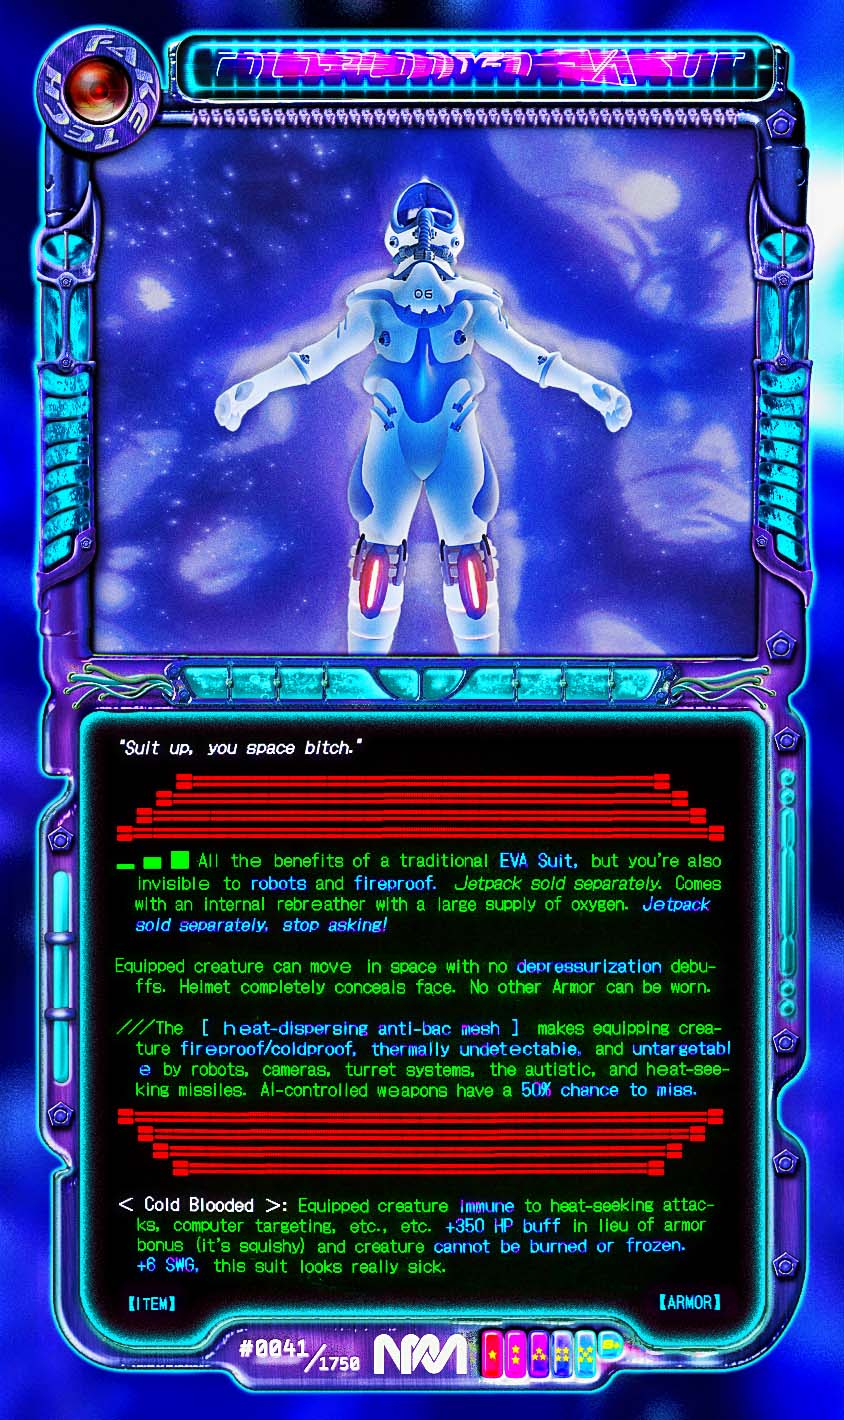 FAKE TECH
EVA SUIT
06
"Suit up, you space bitch."
All the benefits of a traditional EVA Suit, but you're also
invisible to robots and fireproof. Jetpack sold separately. Comes
with an internal rebreather with a large supply of oxygen. Jetpack
sold separately, stop asking!
Equipped creature can move in space with no depressurization debu-
ffs. Helmet completely conceals face. No other Armor can be worn.
////The [ heat-dispersing anti-bac mesh ] makes equipping crea-
ture fireproof/coldproof, thermally undetectable, and untargetabl
e by robots, cameras, turret systems, the autistic, and heat-see-
king missiles. AI-controlled weapons have a 50% chance to miss.
< Cold Blooded >: Equipped creature immune to heat-seeking attac-
ks, computer targeting, etc., etc. +350 HP buff in lieu of armor
bonus (it's squishy) and creature cannot be burned or frozen.
+6 SWG, this suit looks really sick.
【ITEM】 【ARMOR】
#0041/1750